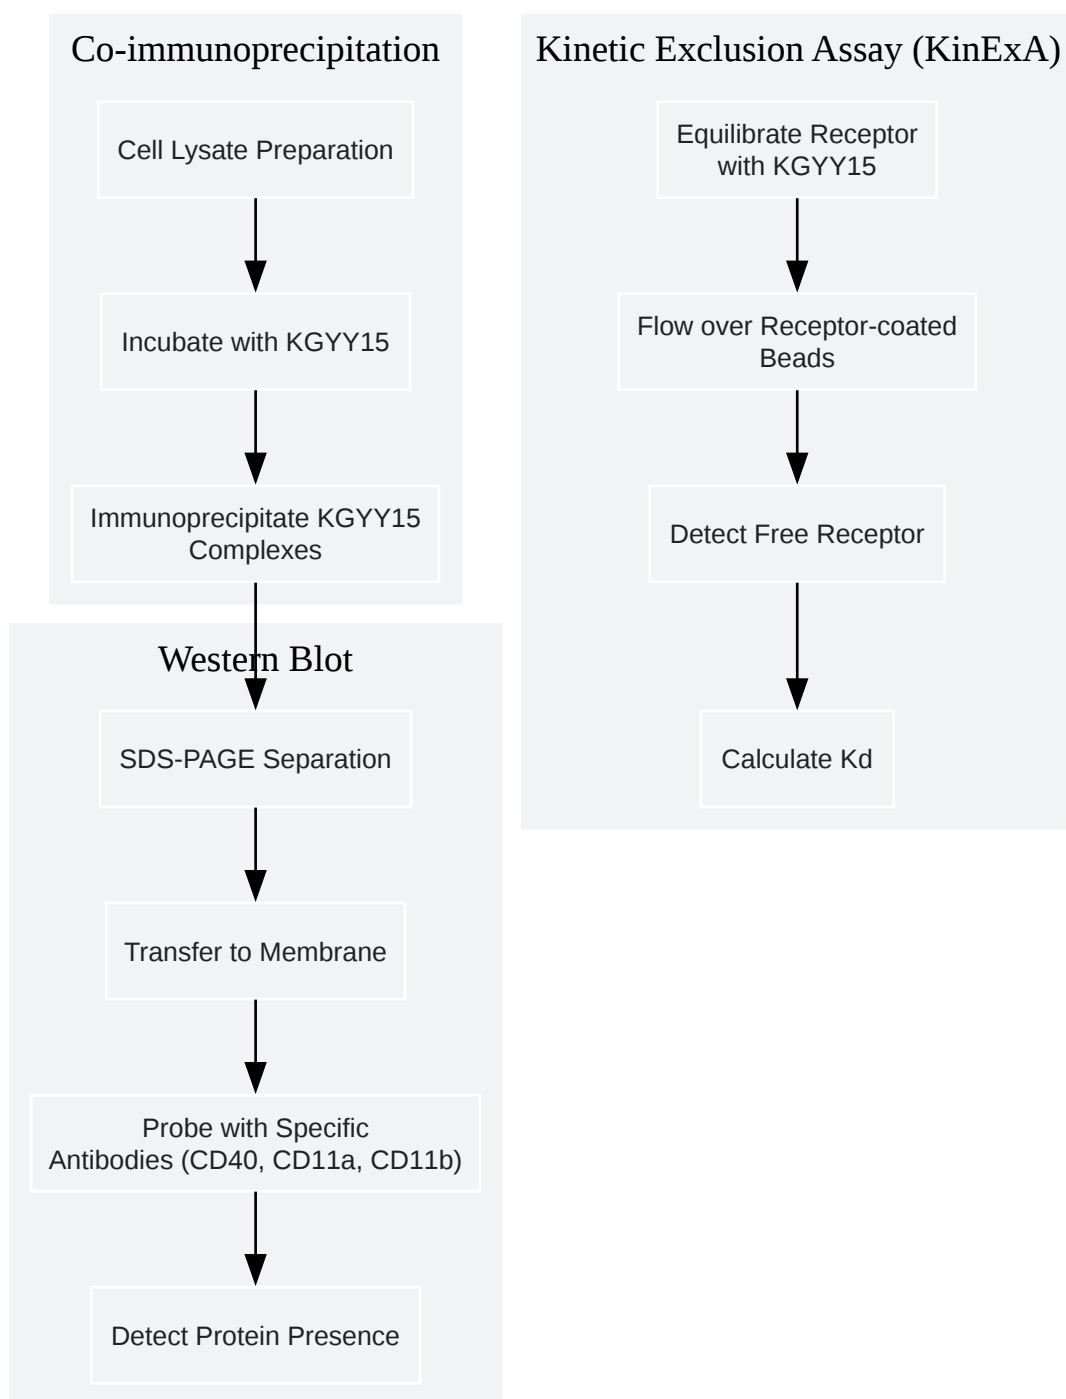 Co-immunoprecipitation
Cell Lysate Preparation
Incubate with KGYY15
Immunoprecipitate KGYY15
Complexes
Western Blot
SDS-PAGE Separation
Transfer to Membrane
Probe with Specific
Antibodies (CD40, CD11a, CD11b)
Detect Protein Presence
Kinetic Exclusion Assay (KinExA)
Equilibrate Receptor
with KGYY15
Flow over Receptor-coated
Beads
Detect Free Receptor
Calculate Kd